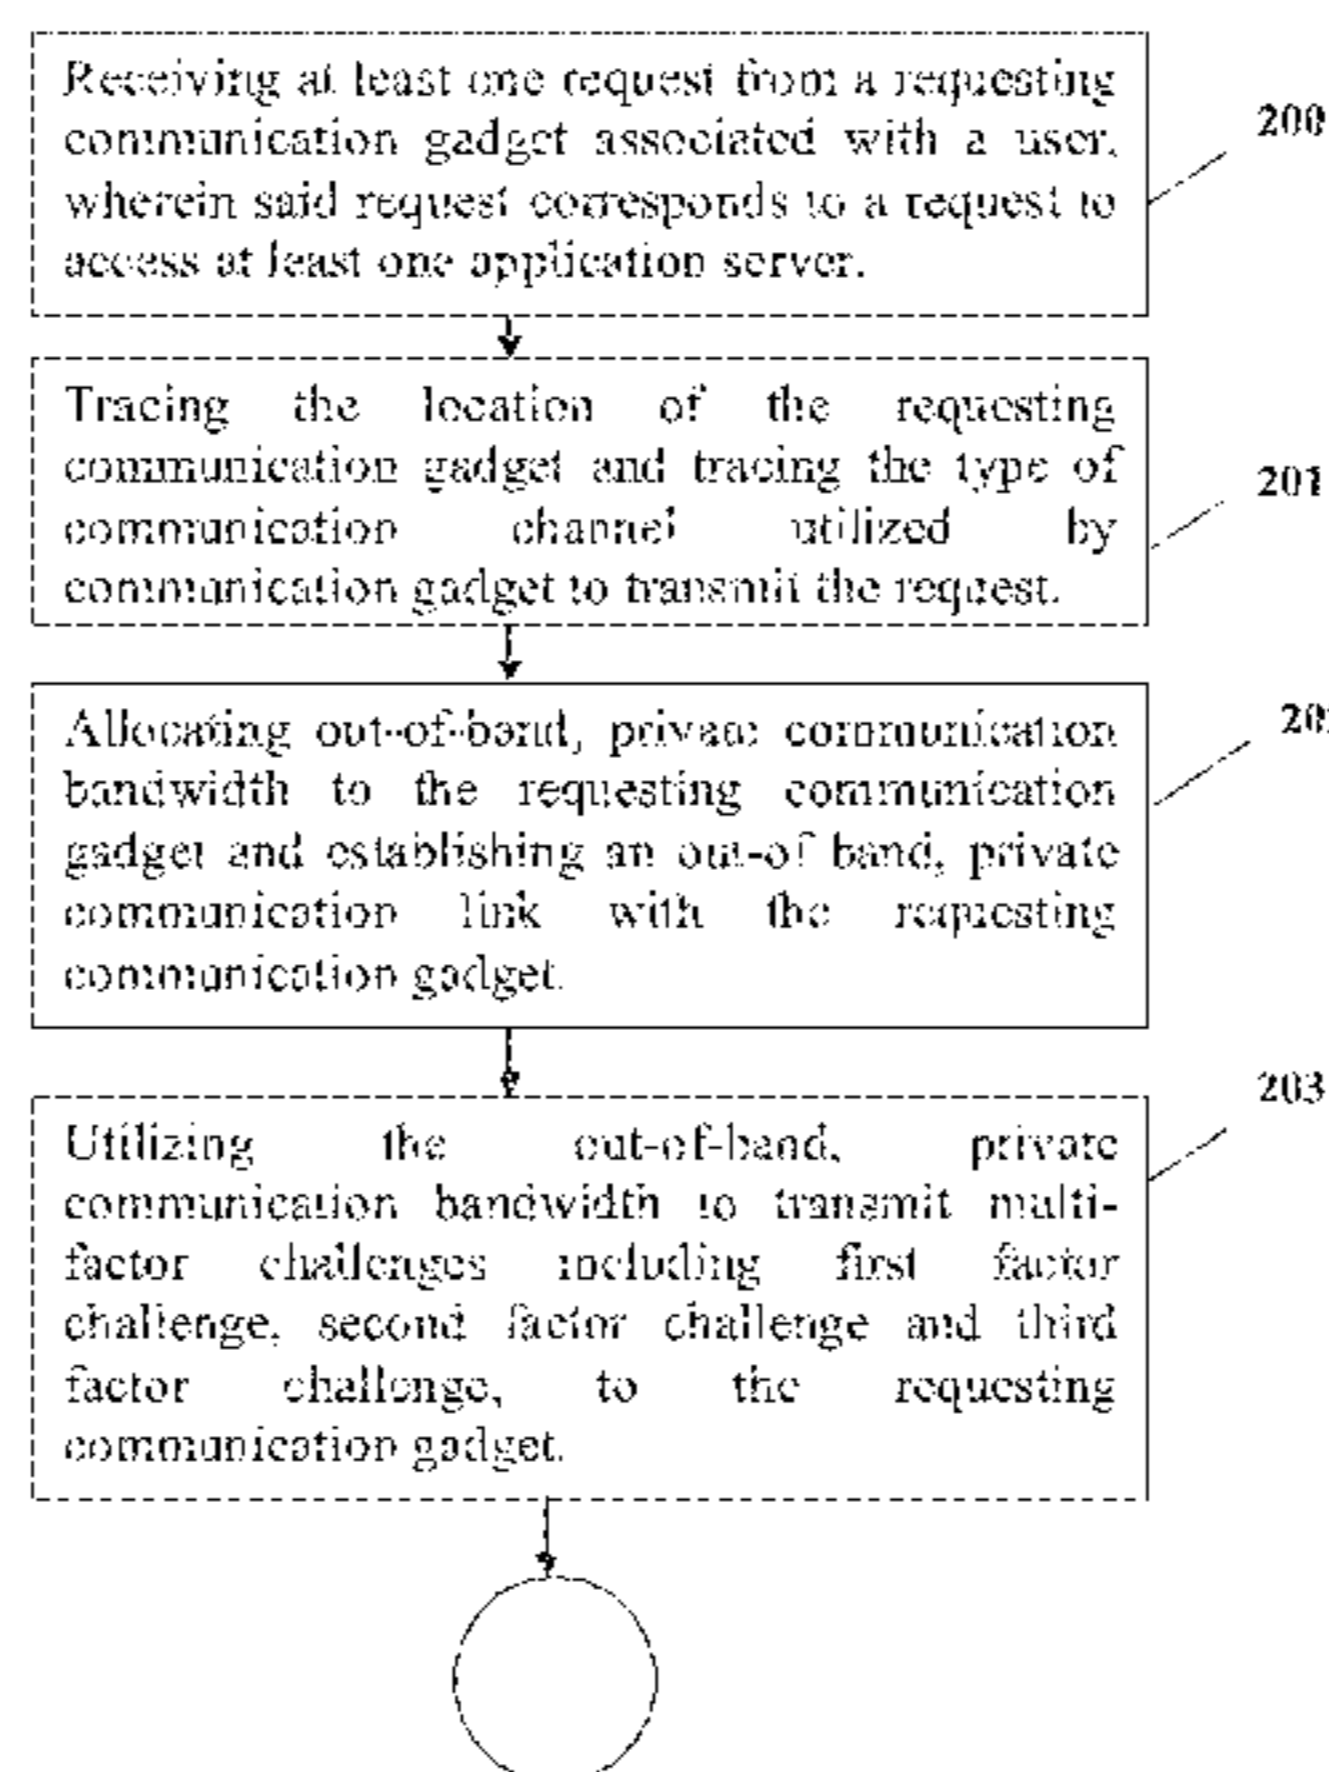 Receiving at least one request from a requesting
communication gadget associated with a user,
wherein said request corresponds to a request to
access at least one application server.
200
Tracing the location of the requesting
communication gadget and tracing the type of
communication channel utilized by
communication gadget to transmit the request.
201
Allocating out-of-band, private communication
bandwidth to the requesting communication
gadget and establishing an out-of band, private
communication link with the requesting
communication gadget.
Utilizing the out-of-band, private
communication bandwidth to transmit multi-
factor challenges including first factor
challenge, second factor challenge and third
factor challenge, to the requesting
communication gadget.
203